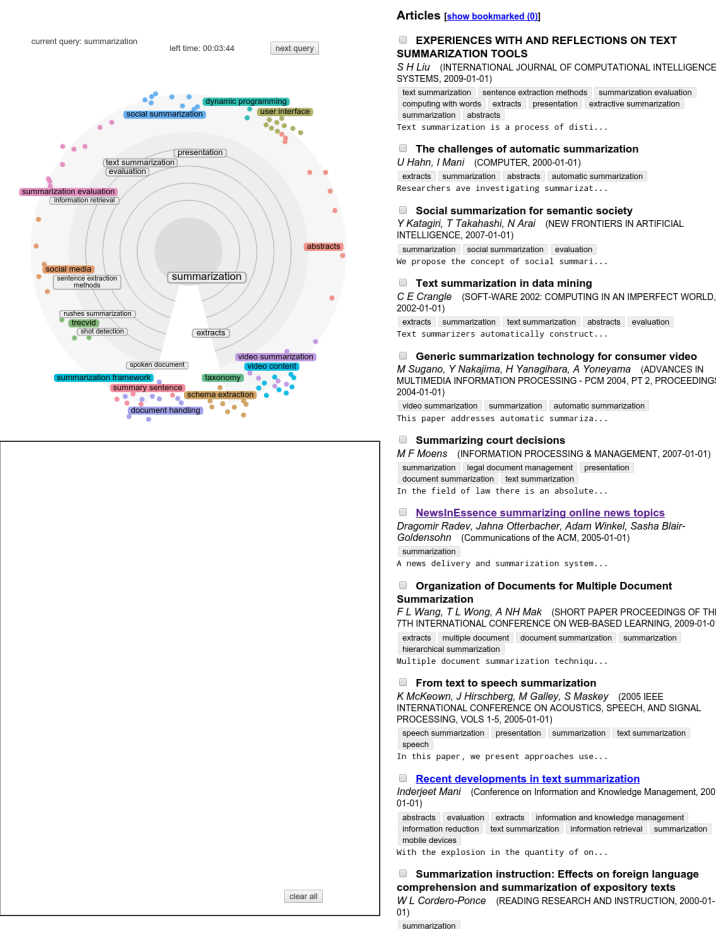 current query: summarization
left time: 00:03:44
next query
dynamic programming
social summarization
user interface
presentation
text summarization
evaluation
summarization evaluation
information retrieval
abstracts
social media
summarization
sentence extraction
methods
rushes summarization
trecvid
shot detection
extracts
video summarization
spoken document
video content
summarization framework
taxonomy
summary sentence
schema extraction
document handling
clear all
Articles [show bookmarked (0)]
EXPERIENCES WITH AND REFLECTIONS ON TEXT
SUMMARIZATION TOOLS
S H Liu (INTERNATIONAL JOURNAL OF COMPUTATIONAL INTELLIGENCE
SYSTEMS, 2009-01-01)
text summarization sentence extraction methods summarization evaluation
computing with words extracts presentation extractive summarization
summarization abstracts
Text summarization is a process of disti...
The challenges of automatic summarization
U Hahn, I Mani (COMPUTER, 2000-01-01)
extracts summarization abstracts automatic summarization
Researchers ave investigating summarizat...
Social summarization for semantic society
Y Katagiri, T Takahashi, N Arai (NEW FRONTIERS IN ARTIFICIAL
INTELLIGENCE, 2007-01-01)
summarization social summarization evaluation
We propose the concept of social summari...
Text summarization in data mining
C E Crangle (SOFT-WARE 2002: COMPUTING IN AN IMPERFECT WORLD,
2002-01-01)
extracts summarization text summarization abstracts evaluation
Text summarizers automatically construct...
Generic summarization technology for consumer video
M Sugano, Y Nakajima, H Yanagihara, A Yoneyama (ADVANCES IN
MULTIMEDIA INFORMATION PROCESSING - PCM 2004, PT 2, PROCEEDINGS
2004-01-01)
video summarization summarization automatic summarization
This paper addresses automatic summariza...
Summarizing court decisions
M F Moens (INFORMATION PROCESSING & MANAGEMENT, 2007-01-01)
summarization legal document management presentation
document summarization text summarization
In the field of law there is an absolute...
NewsInEssence summarizing online news topics
Dragomir Radev, Jahna Otterbacher, Adam Winkel, Sasha Blair-
Goldensohn (Communications of the ACM, 2005-01-01)
summarization
A news delivery and summarization system...
Organization of Documents for Multiple Document
Summarization
F L Wang, T L Wong, A NH Mak (SHORT PAPER PROCEEDINGS OF THE
7TH INTERNATIONAL CONFERENCE ON WEB-BASED LEARNING, 2009-01-0
extracts multiple document document summarization summarization
hierarchical summarization
Multiple document summarization techniqu...
From text to speech summarization
K McKeown, J Hirschberg, M Galley, S Maskey (2005 IEEE
INTERNATIONAL CONFERENCE ON ACOUSTICS, SPEECH, AND SIGNAL
PROCESSING, VOLS 1-5, 2005-01-01)
speech summarization presentation summarization text summarization
speech
In this paper, we present approaches use...
Recent developments in text summarization
Inderjeet Mani (Conference on Information and Knowledge Management, 200
01-01)
abstracts evaluation extracts information and knowledge management
information reduction text summarization information retrieval summarization
mobile devices
With the explosion in the quantity of on...
Summarization instruction: Effects on foreign language
comprehension and summarization of expository texts
W L Cordero-Ponce (READING RESEARCH AND INSTRUCTION, 2000-01-
01)
summarization